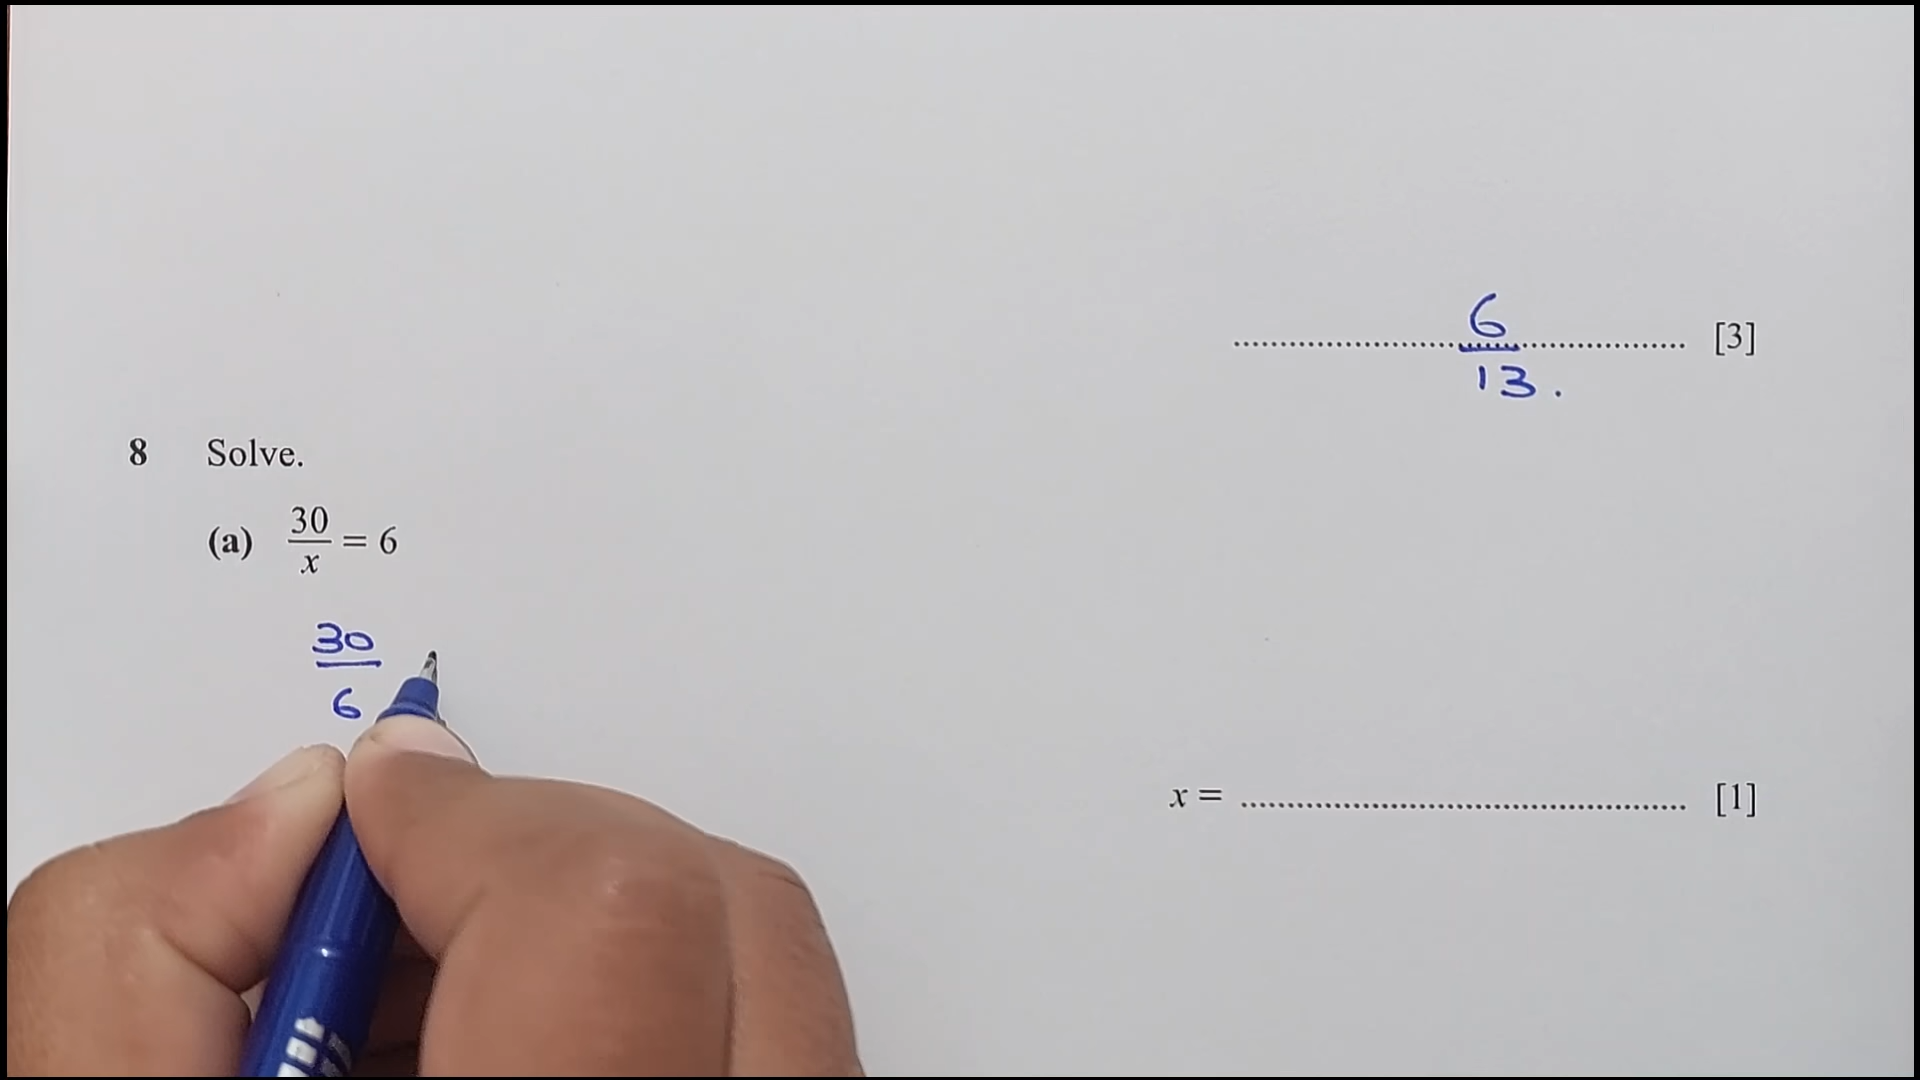 6
13.
[3]
8 Solve.
(a) 30/x = 6
30
6
x = [1]